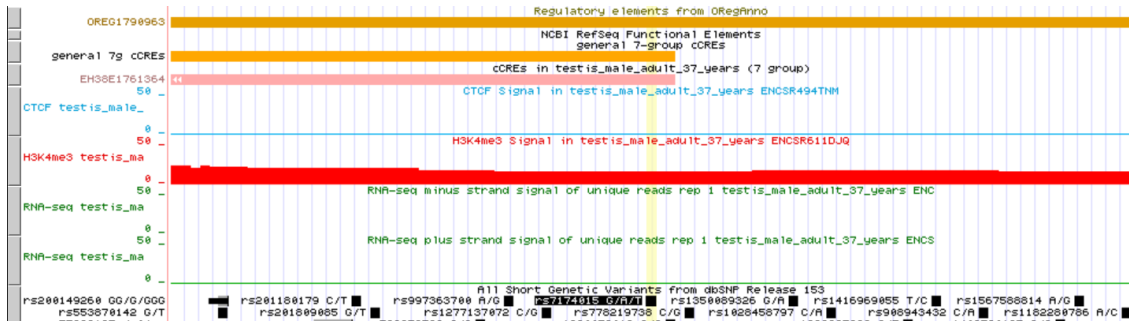 Regulatory elements from ORegAnno
OREG1790963
NCBI RefSeq Functional Elements
general 7-group cCREs
general 7g cCREs
cCREs in testis_male_adult_37_years (7 group)
EH38E1761364
50 _ CTCF Signal in testis_male_adult_37_years ENCSR494TNM
CTCF testis_male_
0 _
50 _ H3K4me3 Signal in testis_male_adult_37_years ENCSR611DJQ
H3K4me3 testis_ma
0 _
50 _ RNA-seq minus strand signal of unique reads rep 1 testis_male_adult_37_years ENC
RNA-seq testis_ma
0 _
50 _ RNA-seq plus strand signal of unique reads rep 1 testis_male_adult_37_years ENCS
RNA-seq testis_ma
0 _
All Short Genetic Variants from dbSNP Release 153
rs200149260 GG/G/GGG rs201180179 C/T rs997363700 A/G rs7174015 G/A/T rs1350089326 G/A rs1416969055 T/C rs1567588814 A/G
rs553870142 G/T rs201809085 G/T rs1277137072 C/G rs778219738 C/G rs1028458797 C/A rs908943432 C/A rs1182280786 A/C